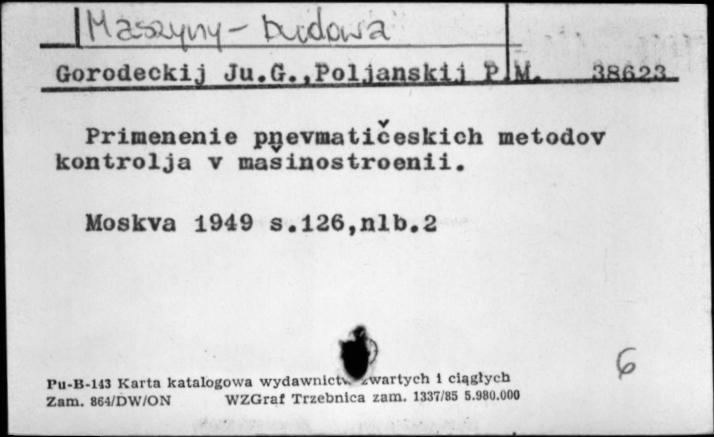 Maszyny - budowa
Gorodeckij Ju.G.,Poljanskij P.M. 38623
Primenenie pnevmatičeskich metodov
kontrolja v mašinostroenii.
Moskva 1949 s.126,nlb.2
6
Pu-B-143 Karta katalogowa wydawnictw zwartych i ciągłych
Zam. 864/DW/ON WZGraf Trzebnica zam. 1337/85 5.980.000